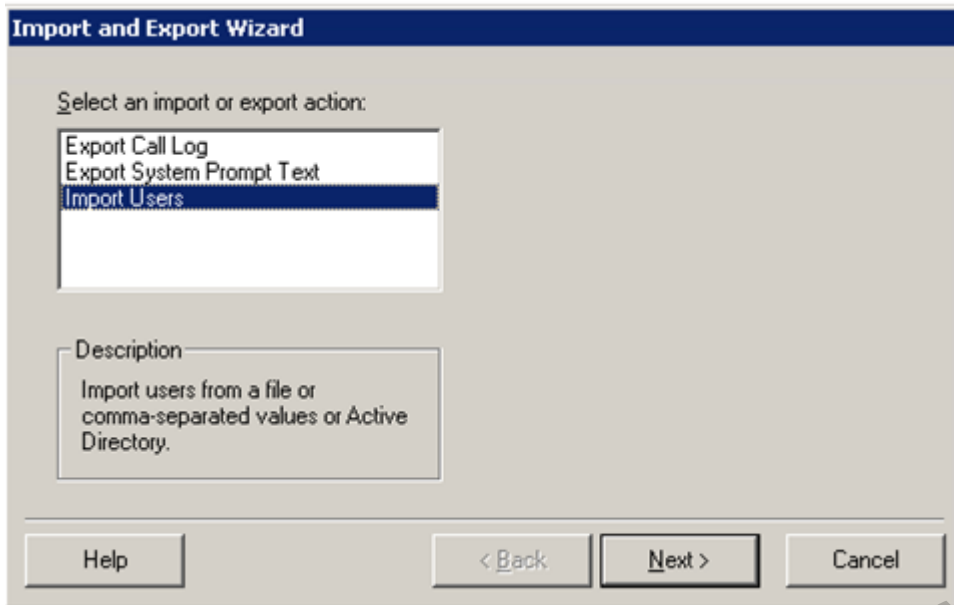 Import and Export Wizard
Select an import or export action:
Export Call Log
Export System Prompt Text
Import Users
Description
Import users from a file or
comma-separated values or Active
Directory.
Help
< Back
Next >
Cancel